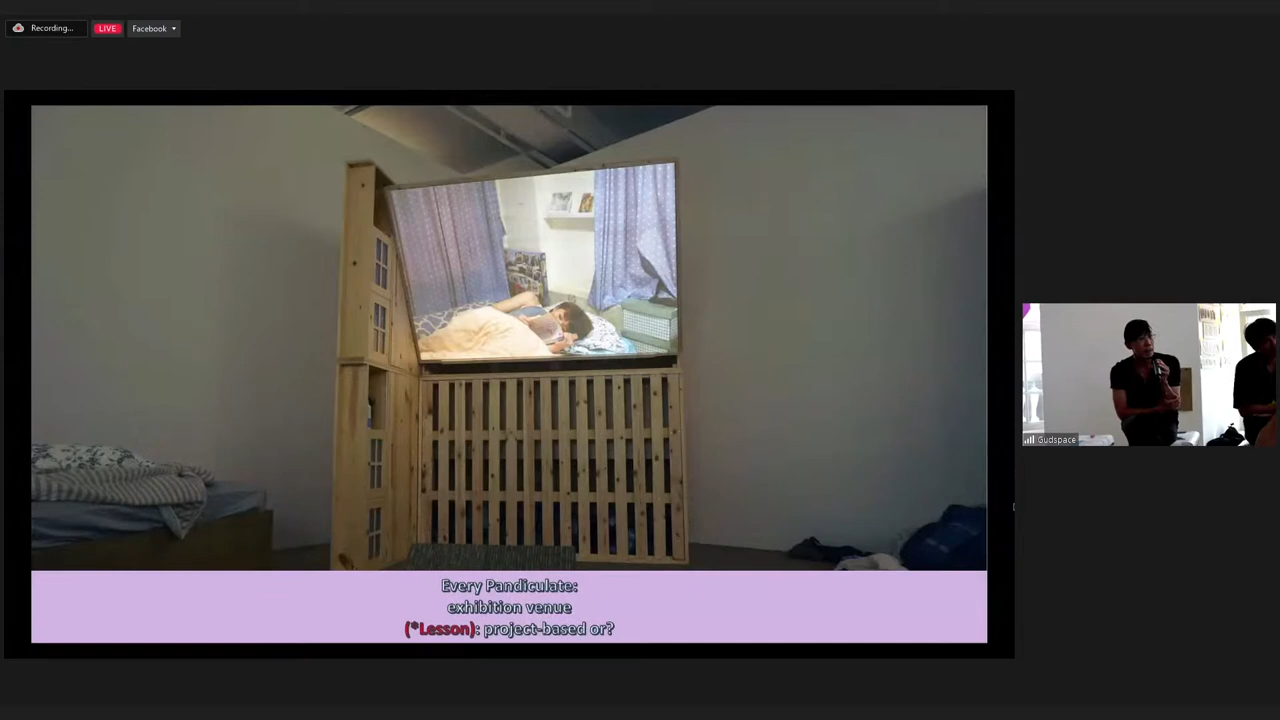 Recording...
LIVE
Facebook
Gudspace
Every Pandiculate:
exhibition venue
(*Lesson): project-based or?